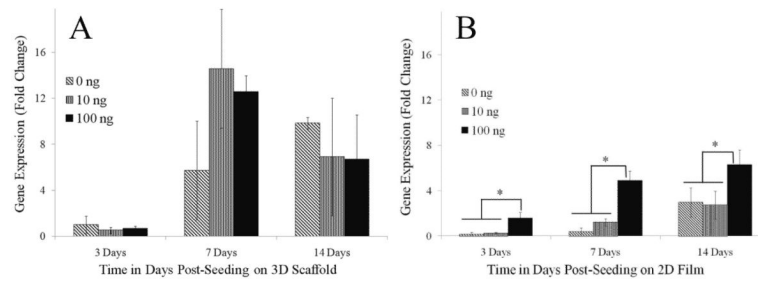 A
Gene Expression (Fold Change)
16
12
8
4
0
0 ng
10 ng
100 ng
3 Days
7 Days
14 Days
Time in Days Post-Seeding on 3D Scaffold
B
Gene Expression (Fold Change)
16
12
8
4
0
0 ng
10 ng
100 ng
*
*
*
3 Days
7 Days
14 Days
Time in Days Post-Seeding on 2D Film